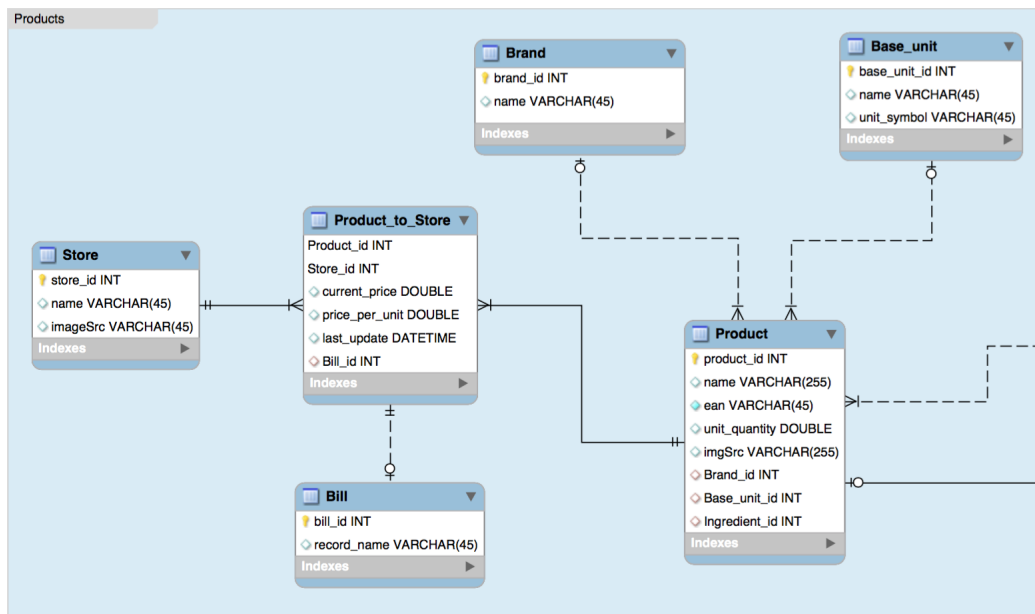 Products
Brand
brand_id INT
name VARCHAR(45)
Indexes
Base_unit
base_unit_id INT
name VARCHAR(45)
unit_symbol VARCHAR(45)
Indexes
Product_to_Store
Product_id INT
Store_id INT
current_price DOUBLE
price_per_unit DOUBLE
last_update DATETIME
Bill_id INT
Indexes
Store
store_id INT
name VARCHAR(45)
imageSrc VARCHAR(45)
Indexes
Product
product_id INT
name VARCHAR(255)
ean VARCHAR(45)
unit_quantity DOUBLE
imgSrc VARCHAR(255)
Brand_id INT
Base_unit_id INT
Ingredient_id INT
Indexes
Bill
bill_id INT
record_name VARCHAR(45)
Indexes